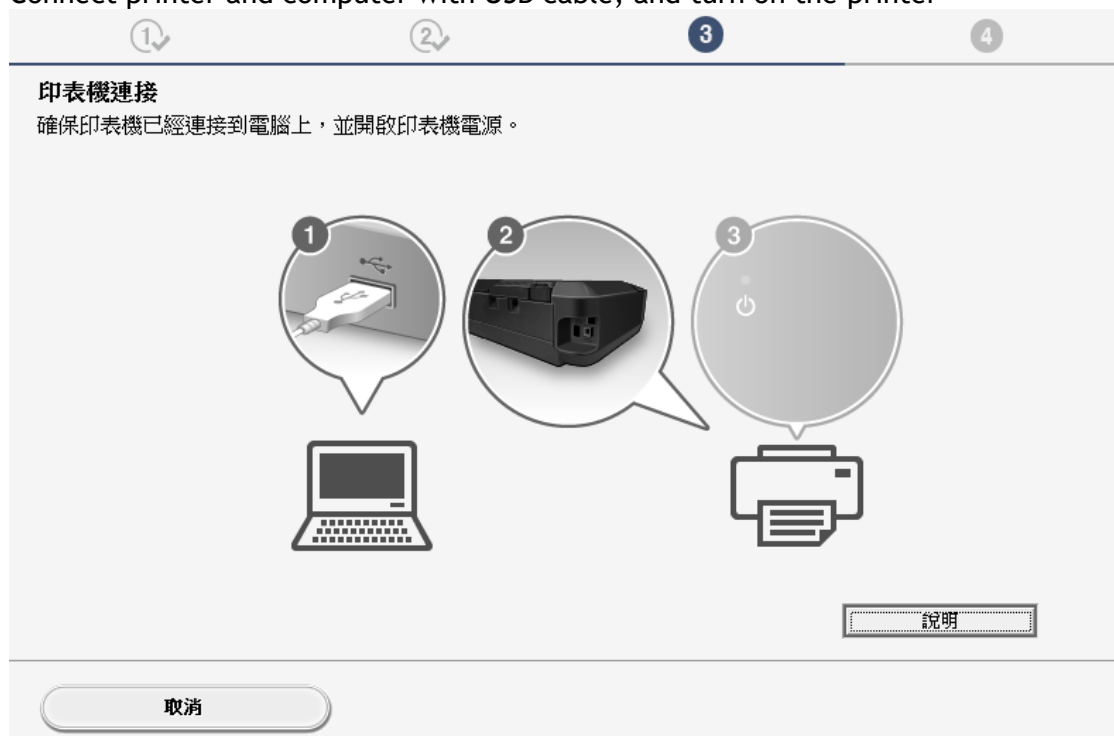 Connect printer and computer with USB cable, and turn on the printer
1 2 3 4
印表機連接
確保印表機已經連接到電腦上，並開啟印表機電源。
1 2 3
說明
取消